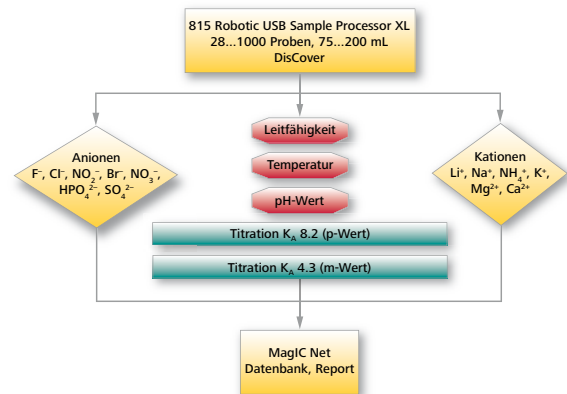 815 Robotic USB Sample Processor XL
28...1000 Proben, 75...200 mL
DisCover
Leitfähigkeit
Anionen
F⁻, Cl⁻, NO₂⁻, Br⁻, NO₃⁻,
HPO₄²⁻, SO₄²⁻
Temperatur
Kationen
Li⁺, Na⁺, NH₄⁺, K⁺,
Mg²⁺, Ca²⁺
pH-Wert
Titration K_A 8.2 (p-Wert)
Titration K_A 4.3 (m-Wert)
MagIC Net
Datenbank, Report